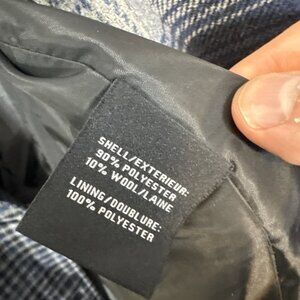 SHELL/EXTERIEUR:
90% POLYESTER
10% WOOL/LAINE
LINING/DOUBLURE:
100% POLYESTER